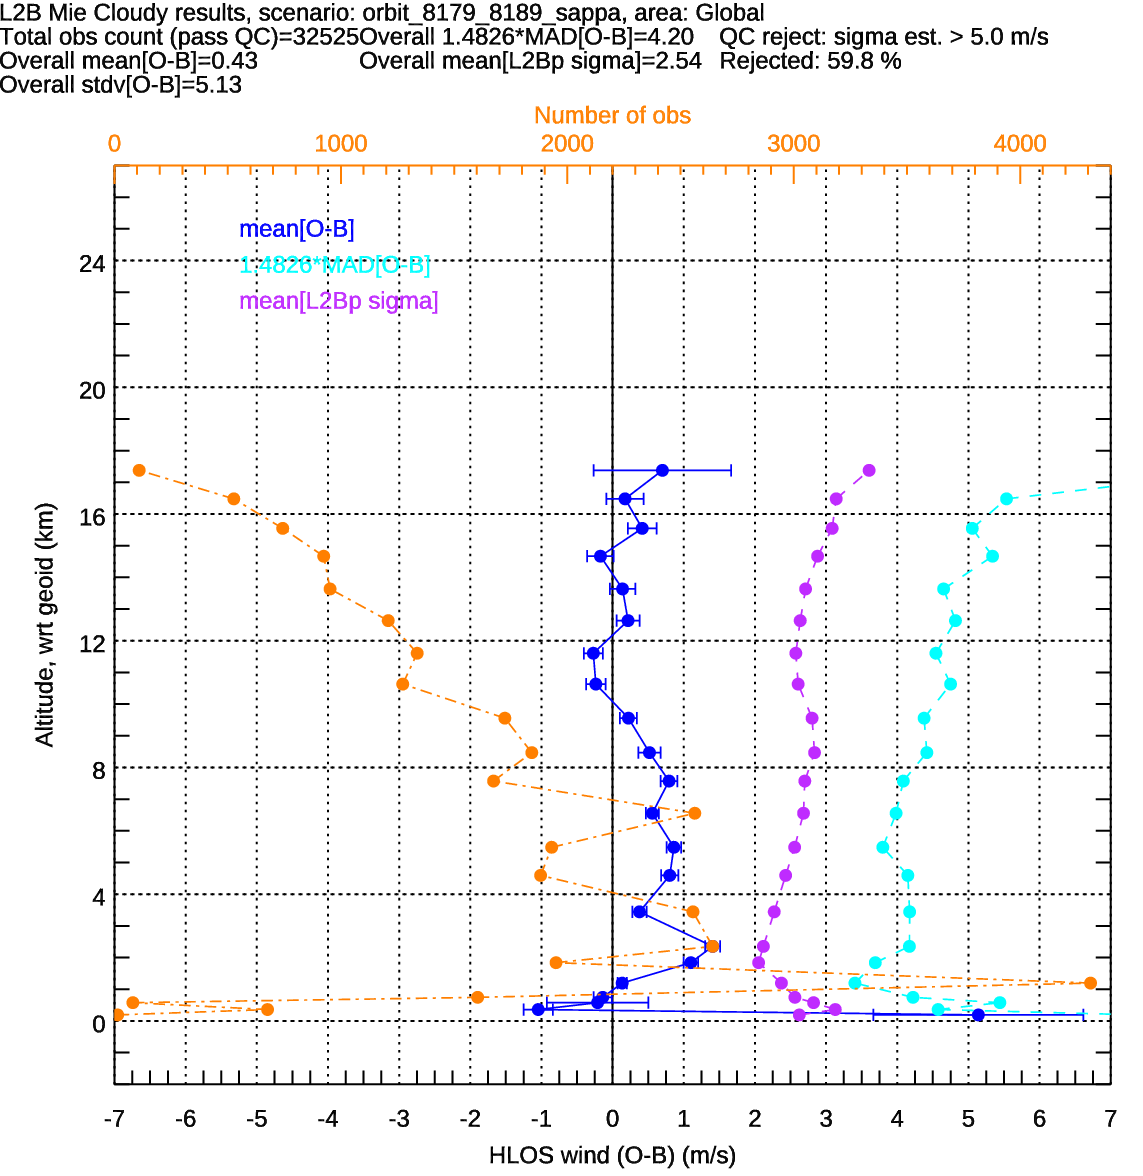 L2B Mie Cloudy results, scenario: orbit_8179_8189_sappa, area: Global
Total obs count (pass QC)=32525Overall 1.4826*MAD[O-B]=4.20 QC reject: sigma est. > 5.0 m/s
Overall mean[O-B]=0.43 Overall mean[L2Bp sigma]=2.54 Rejected: 59.8 %
Overall stdv[O-B]=5.13
Number of obs
0 1000 2000 3000 4000
mean[O-B]
1.4826*MAD[O-B]
mean[L2Bp sigma]
24
20
16
12
8
4
0
Altitude, wrt geoid (km)
-7 -6 -5 -4 -3 -2 -1 0 1 2 3 4 5 6 7
HLOS wind (O-B) (m/s)